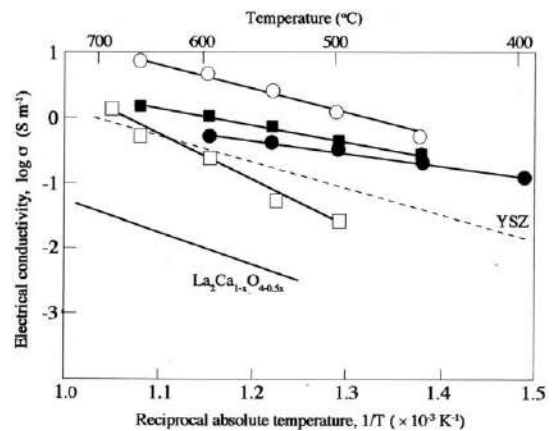 Temperature (°C)
700 600 500 400
Electrical conductivity, log σ (S m⁻¹)
1
0
-1
-2
-3
YSZ
La₂Ca₁₋ₓO₄₋₀.₅ₓ
1.0 1.1 1.2 1.3 1.4 1.5
Reciprocal absolute temperature, 1/T (×10⁻³ K⁻¹)